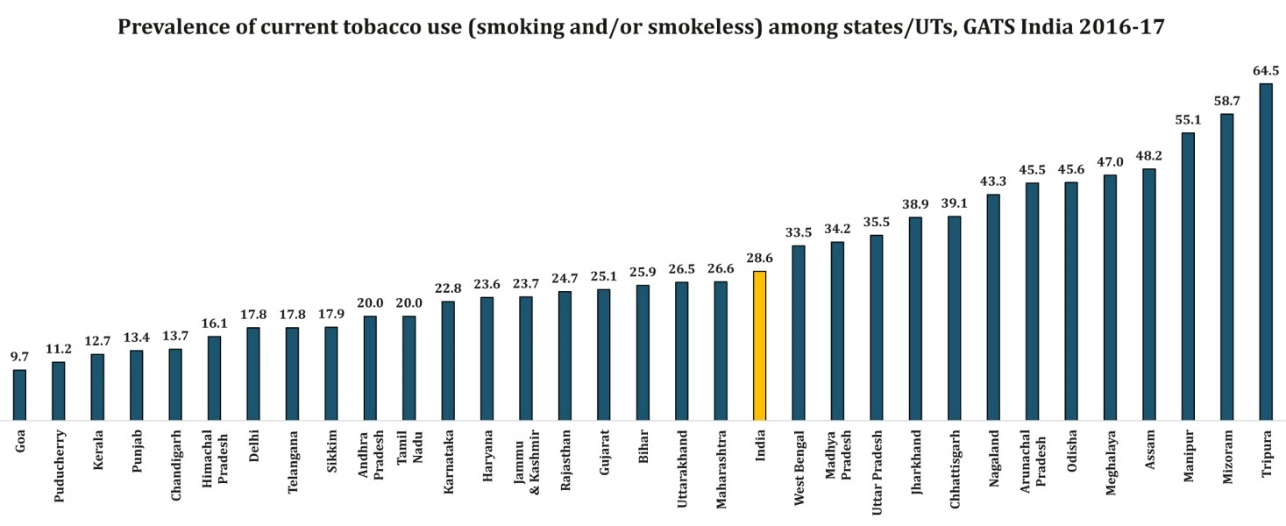 Prevalence of current tobacco use (smoking and/or smokeless) among states/UTs, GATS India 2016-17
9.7
11.2
12.7
13.4
13.7
16.1
17.8
17.8
17.9
20.0
20.0
22.8
23.6
23.7
24.7
25.1
25.9
26.5
26.6
28.6
33.5
34.2
35.5
38.9
39.1
43.3
45.5
45.6
47.0
48.2
55.1
58.7
64.5
Goa
Puducherry
Kerala
Punjab
Chandigarh
Himachal
Pradesh
Delhi
Telangana
Sikkim
Andhra
Pradesh
Tamil
Nadu
Karnataka
Haryana
Jammu
& Kashmir
Rajasthan
Gujarat
Bihar
Uttarakhand
Maharashtra
India
West Bengal
Madhya
Pradesh
Uttar Pradesh
Jharkhand
Chhattisgarh
Nagaland
Arunachal
Pradesh
Odisha
Meghalaya
Assam
Manipur
Mizoram
Tripura